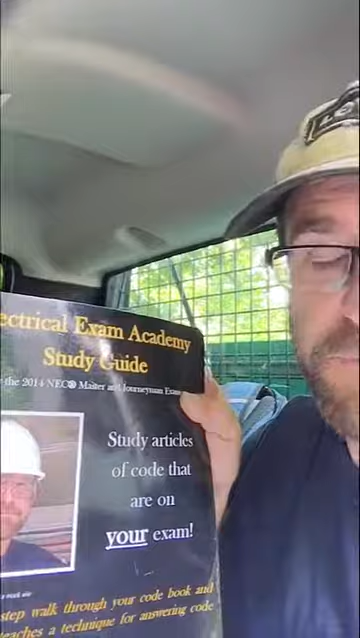 ectrical Exam Academy
Study Guide
the 2014 NEC® Master and Journeyman Exam
Study articles
of code that
are on
your exam!
step walk through your code book and
teaches a technique for answering code